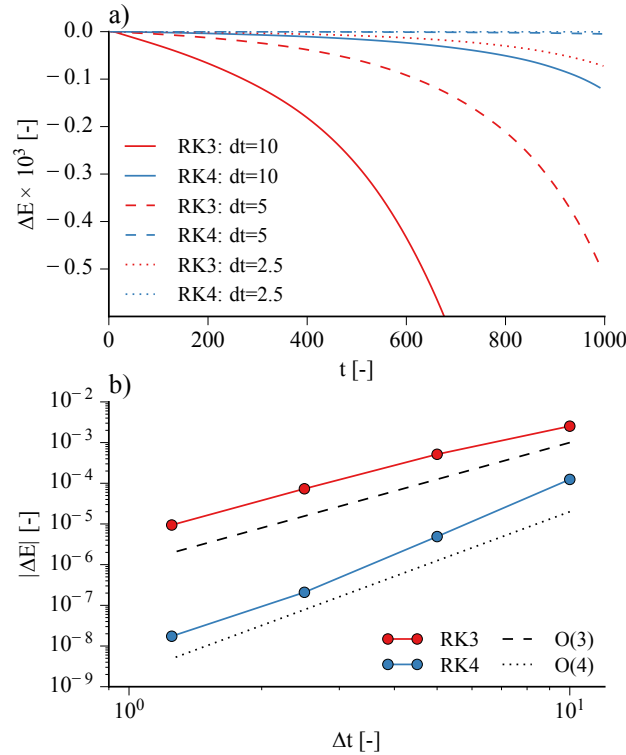 a)
0.0
−0.1
−0.2
−0.3
−0.4
−0.5
ΔE × 10³ [-]
RK3: dt=10
RK4: dt=10
RK3: dt=5
RK4: dt=5
RK3: dt=2.5
RK4: dt=2.5
0 200 400 600 800 1000
t [-]
b)
10⁻²
10⁻³
10⁻⁴
10⁻⁵
10⁻⁶
10⁻⁷
10⁻⁸
10⁻⁹
|ΔE| [-]
RK3 O(3)
RK4 O(4)
10⁰ 10¹
Δt [-]